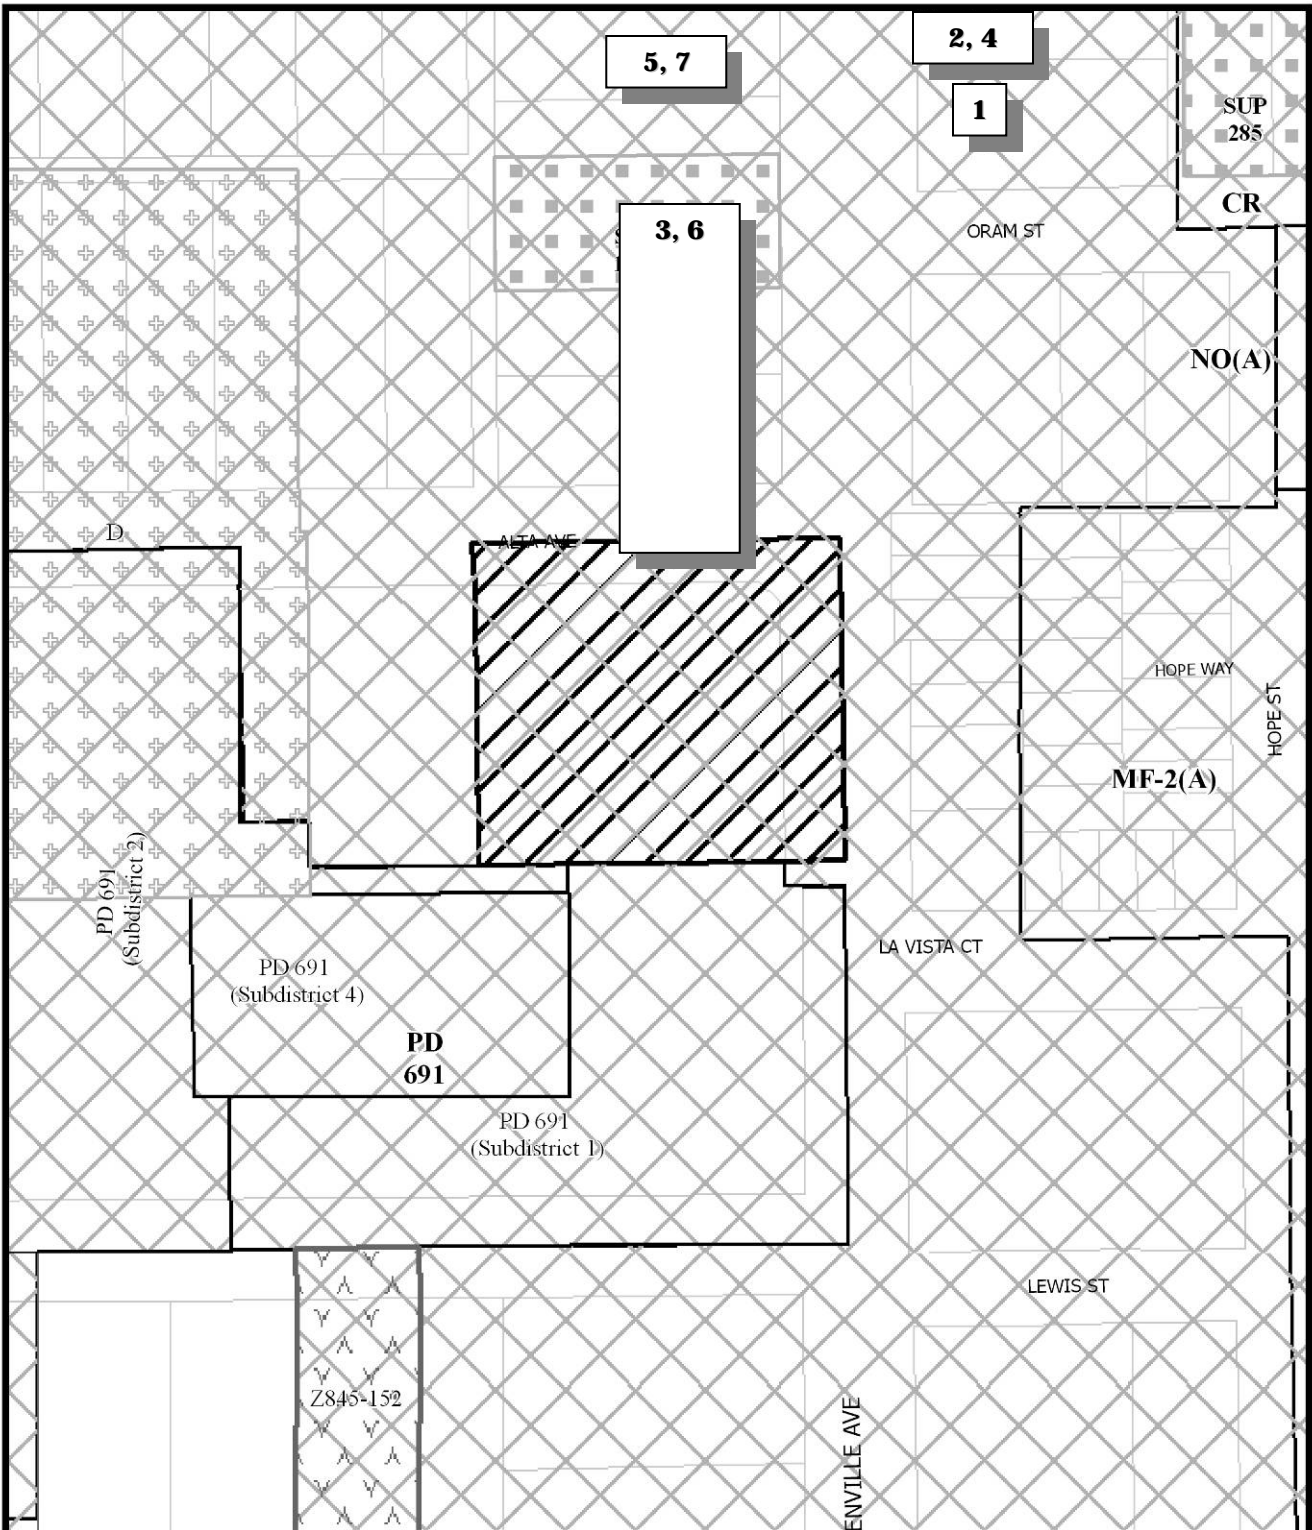 2, 4
5, 7
1
SUP
285
CR
3, 6
ORAM ST
NO(A)
D
ALTA AVE
HOPE WAY
HOPE ST
MF-2(A)
PD 691
(Subdistrict 2)
LA VISTA CT
PD 691
(Subdistrict 4)
PD
691
PD 691
(Subdistrict 1)
LEWIS ST
Z845-152
ENVILLE AVE